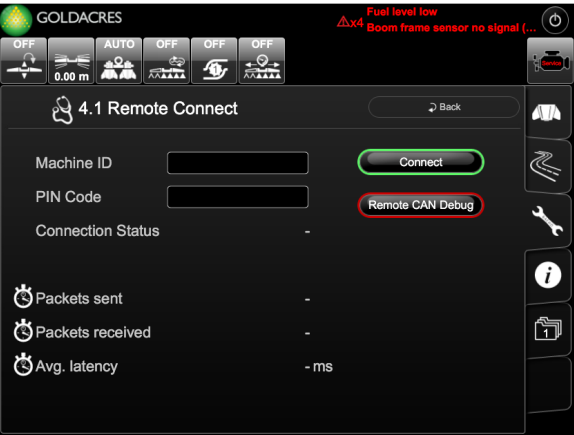 GOLDACRES
⚠x4 Fuel level low
Boom frame sensor no signal (...
OFF
AUTO OFF OFF OFF
0.00 m
Service
4.1 Remote Connect
Back
Machine ID
Connect
PIN Code
Remote CAN Debug
Connection Status -
Packets sent -
Packets received -
Avg. latency - ms
i
1